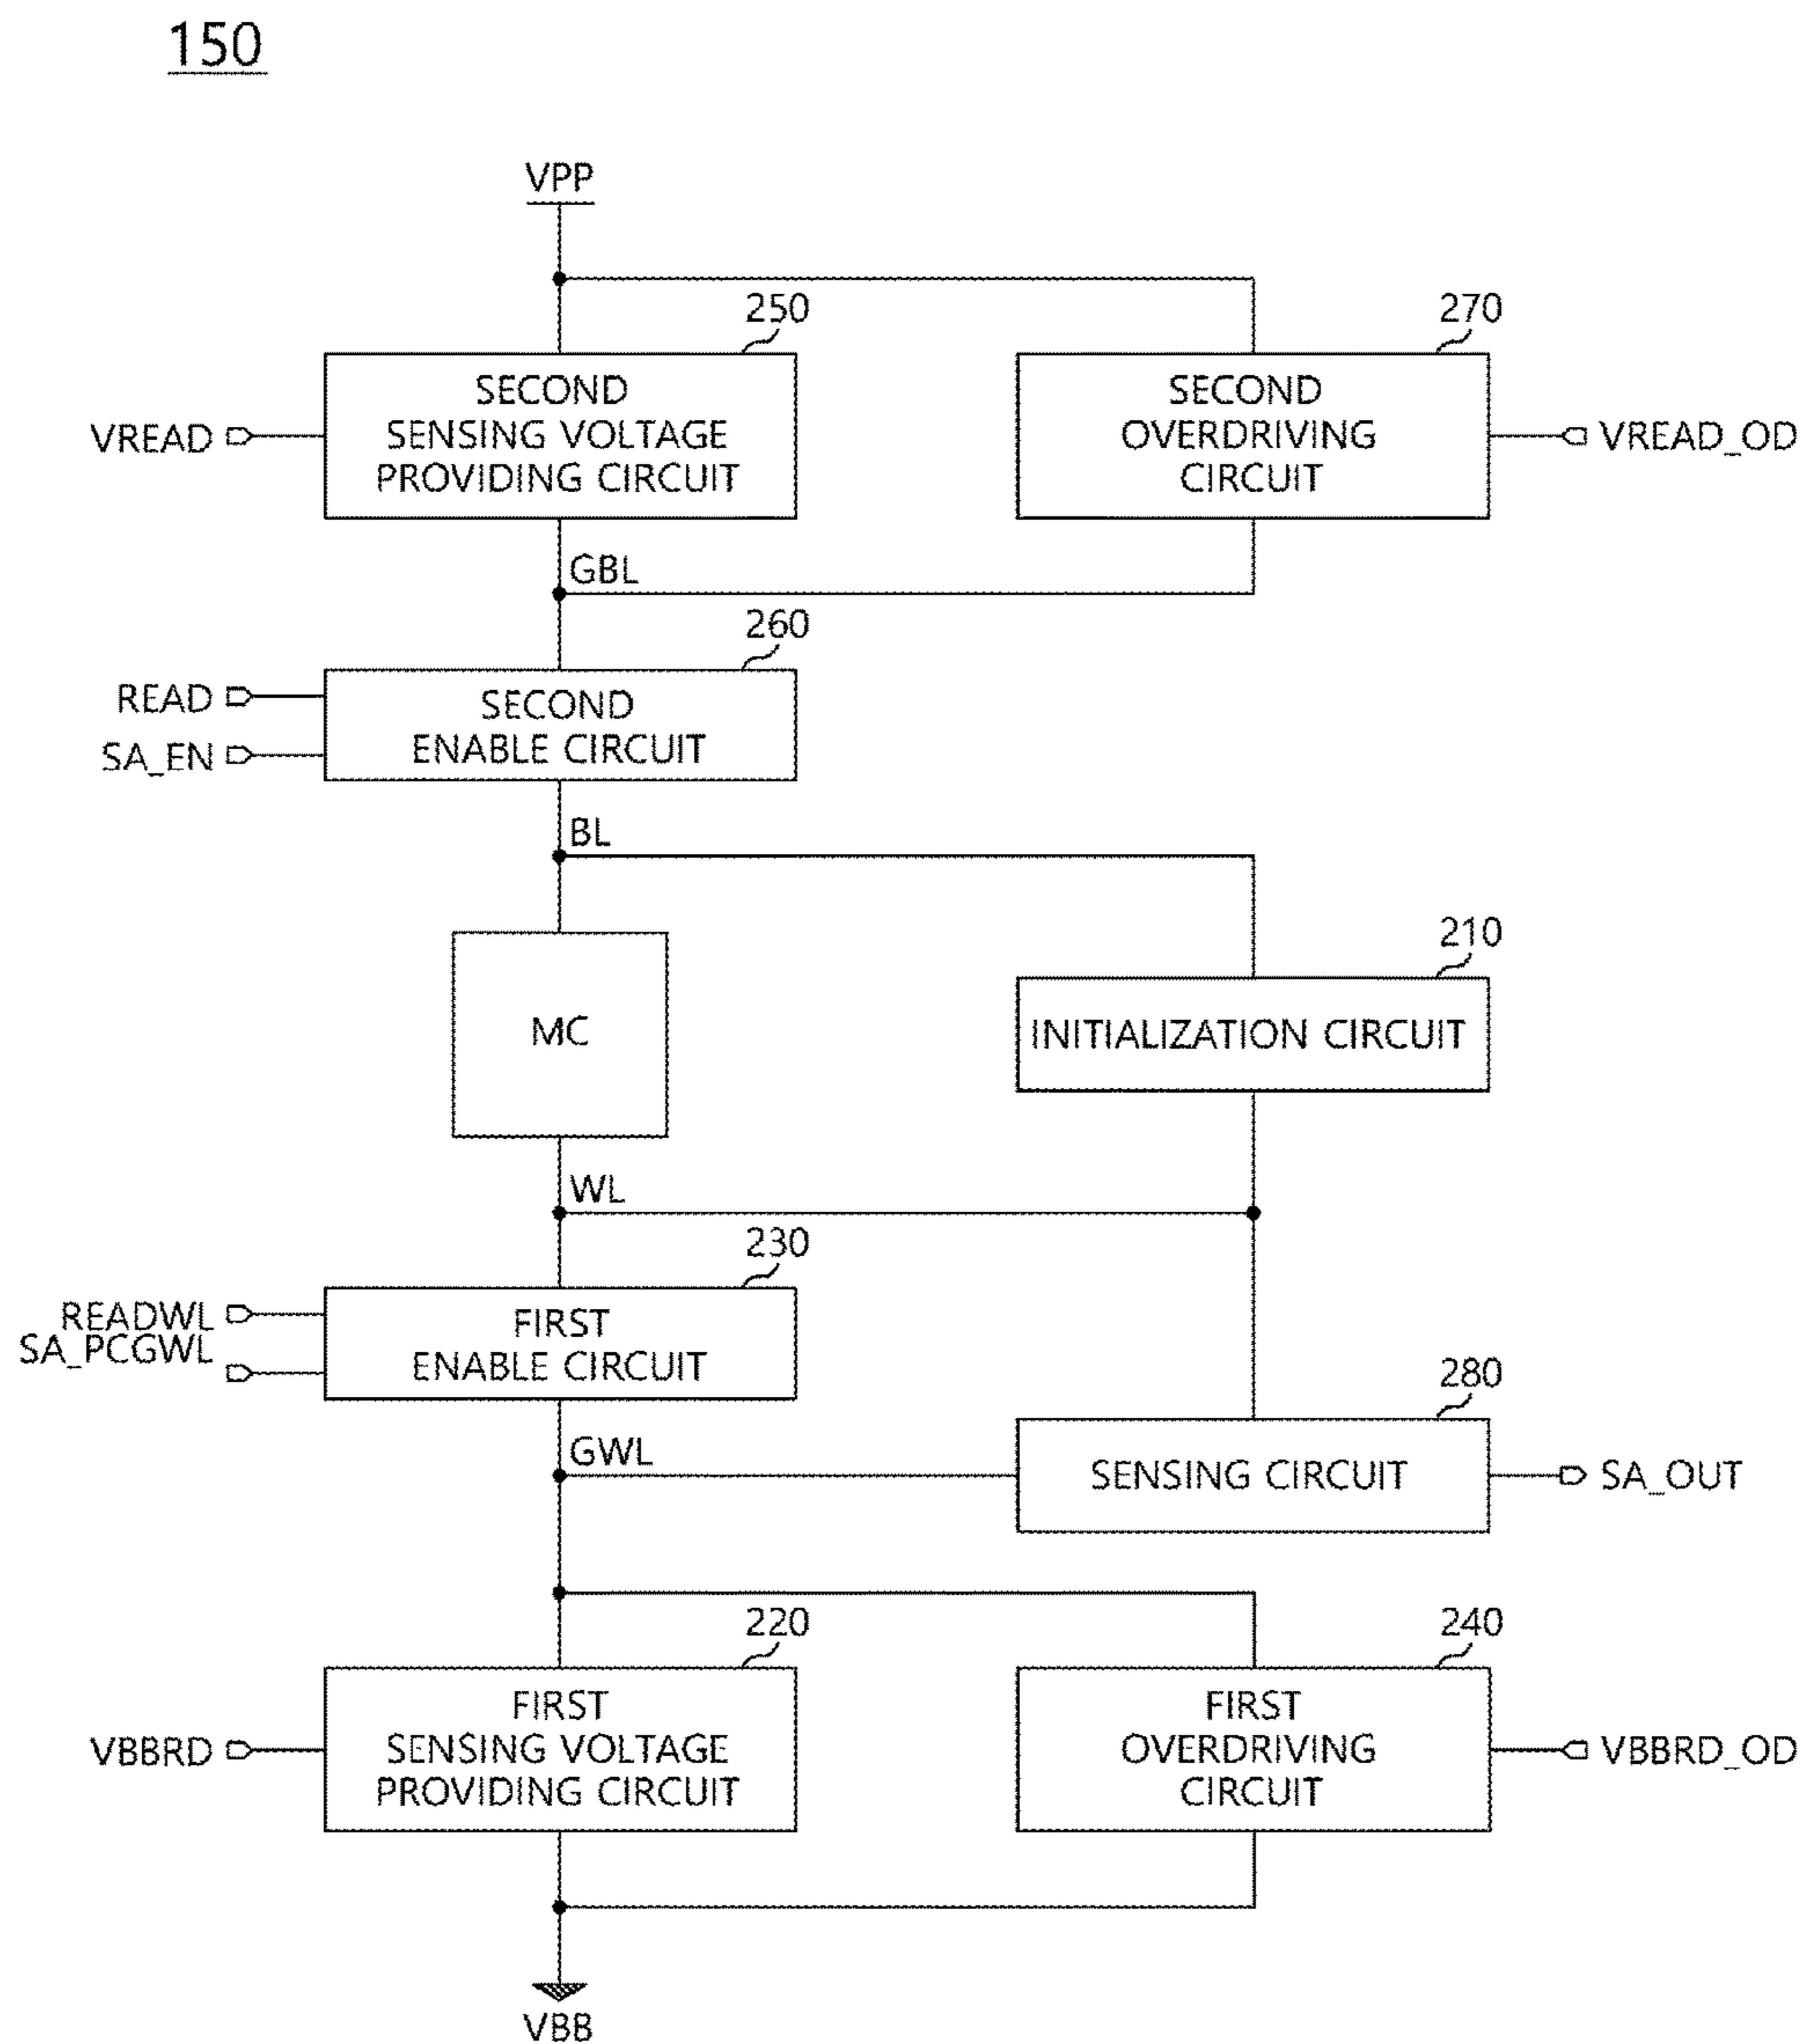 150
VPP
250
270
SECOND
SENSING VOLTAGE
PROVIDING CIRCUIT
SECOND
OVERDRIVING
CIRCUIT
VREAD
VREAD_OD
GBL
260
READ
SA_EN
SECOND
ENABLE CIRCUIT
BL
210
MC
INITIALIZATION CIRCUIT
WL
230
READWL
SA_PCGWL
FIRST
ENABLE CIRCUIT
280
GWL
SENSING CIRCUIT
SA_OUT
220
240
FIRST
SENSING VOLTAGE
PROVIDING CIRCUIT
FIRST
OVERDRIVING
CIRCUIT
VBBRD
VBBRD_OD
VBB